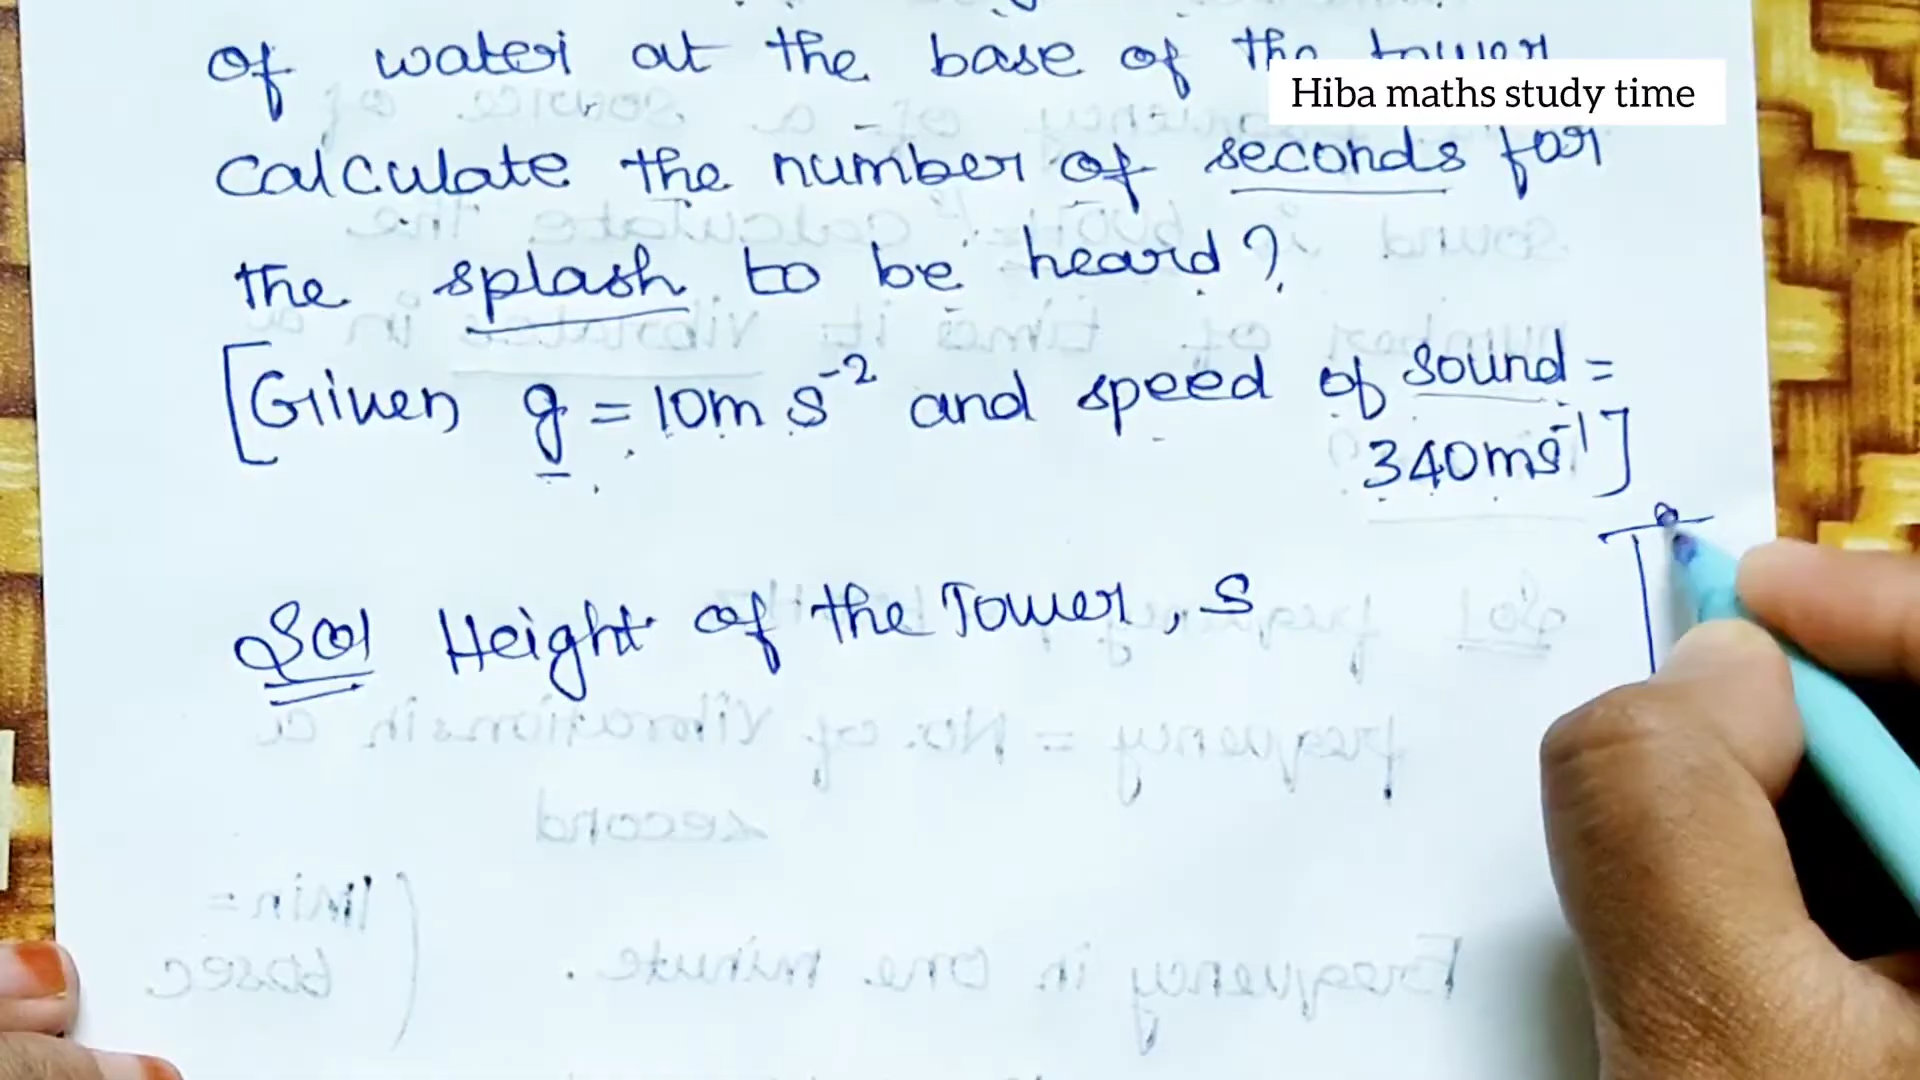 of water at the base of the tower
Hiba maths study time
calculate the number of seconds for
the splash to be heard?
[Given g = 10m s⁻² and speed of sound =
340ms⁻¹]
Sol Height of the Tower, S